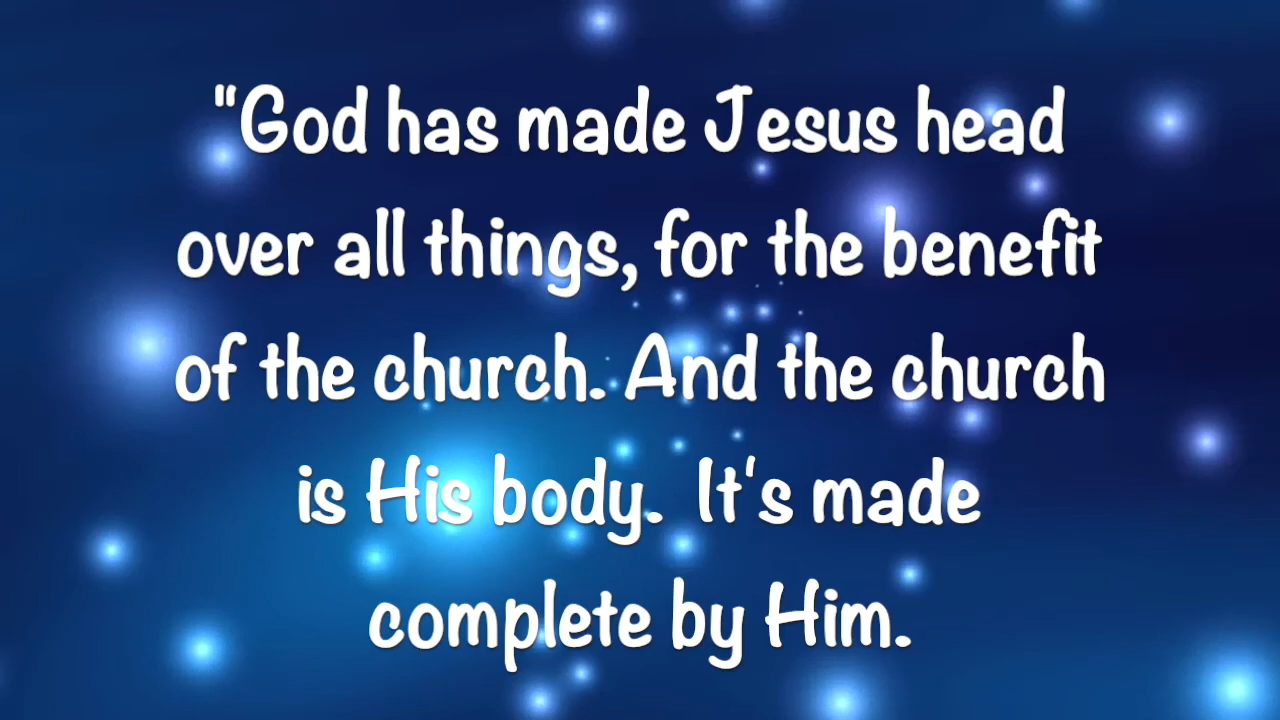 "God has made Jesus head
over all things, for the benefit
of the church. And the church
is His body.  It's made
complete by Him.